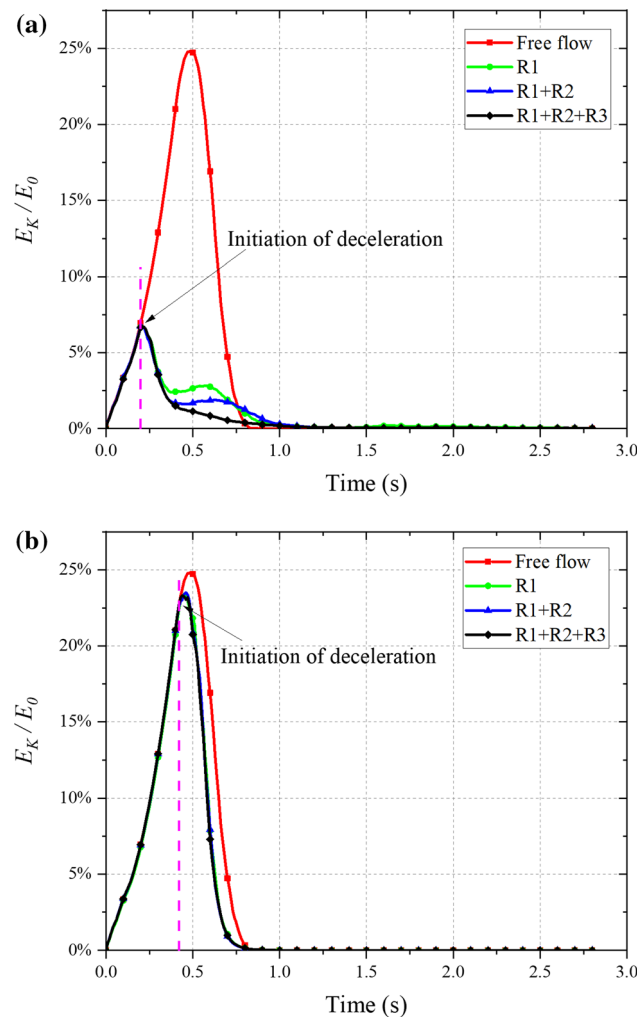 (a)
25%
20%
15%
10%
5%
0%
E_K / E_0
Free flow
R1
R1+R2
R1+R2+R3
Initiation of deceleration
0.0 0.5 1.0 1.5 2.0 2.5 3.0
Time (s)
(b)
25%
20%
15%
10%
5%
0%
E_K / E_0
Free flow
R1
R1+R2
R1+R2+R3
Initiation of deceleration
0.0 0.5 1.0 1.5 2.0 2.5 3.0
Time (s)